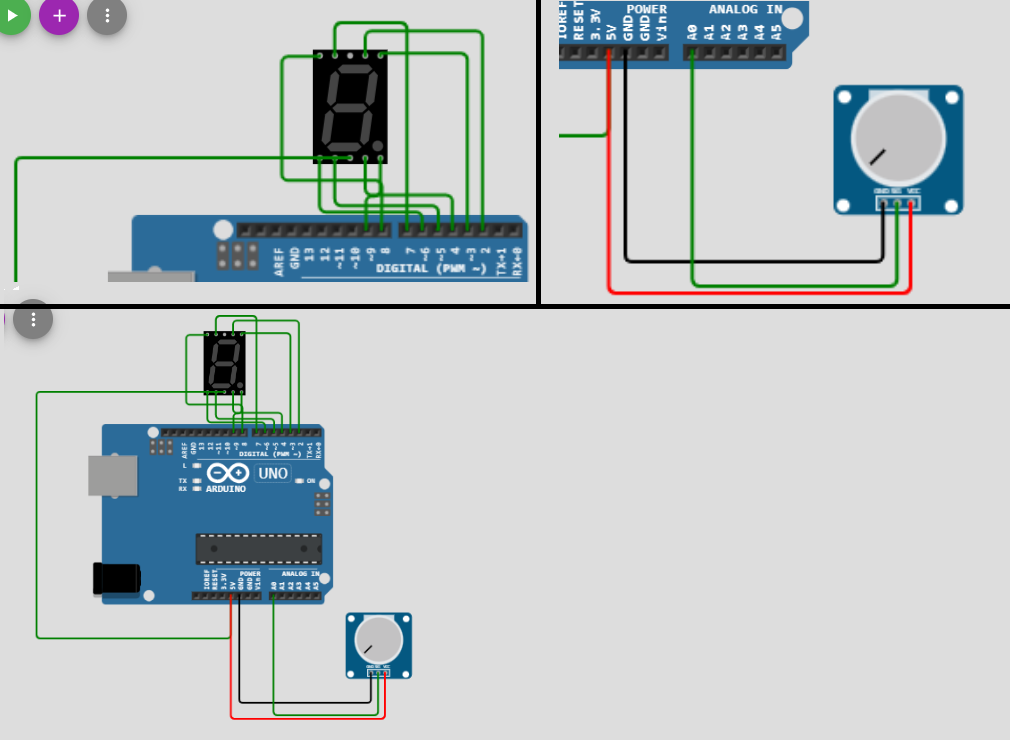 AREF
GND
13
12
~11
~10
~9
8
7
~6
~5
4
~3
2
TX→1
RX←0
DIGITAL (PWM ~)
POWER
ANALOG IN
IOREF
RESET
3.3V
5V
GND
GND
Vin
A0
A1
A2
A3
A4
A5
GND SIG VCC
AREF
GND
13
12
~11
~10
~9
8
7
~6
~5
4
~3
2
TX→1
RX←0
DIGITAL (PWM ~)
L
TX
RX
ARDUINO
UNO
ON
POWER
ANALOG IN
IOREF
RESET
3.3V
5V
GND
GND
Vin
A0
A1
A2
A3
A4
A5
GND SIG VCC